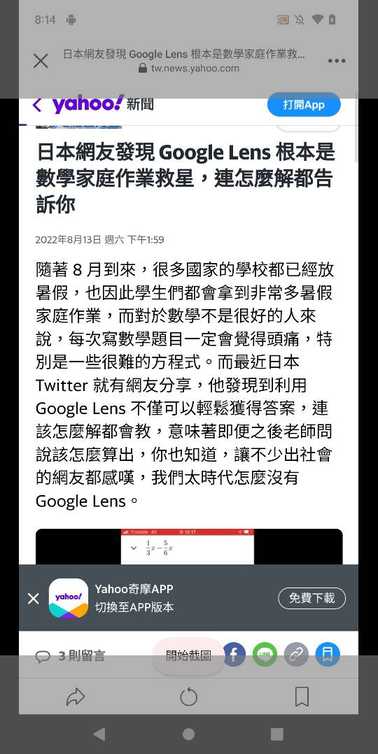 8:14
日本網友發現 Google Lens 根本是數學家庭作業救...
tw.news.yahoo.com
yahoo! 新聞
打開App
日本網友發現 Google Lens 根本是
數學家庭作業救星，連怎麼解都告
訴你
2022年8月13日 週六 下午1:59
隨著 8 月到來，很多國家的學校都已經放
暑假，也因此學生們都會拿到非常多暑假
家庭作業，而對於數學不是很好的人來
說，每次寫數學題目一定會覺得頭痛，特
別是一些很難的方程式。而最近日本
Twitter 就有網友分享，他發現到利用
Google Lens 不僅可以輕鬆獲得答案，連
該怎麼解都會教，意味著即便之後老師問
說該怎麼算出，你也知道，讓不少出社會
的網友都感嘆，我們太時代怎麼沒有
Google Lens。
1/3 x − 5/6 x
yahoo!
Yahoo奇摩APP
切換至APP版本
免費下載
3 則留言
開始截圖